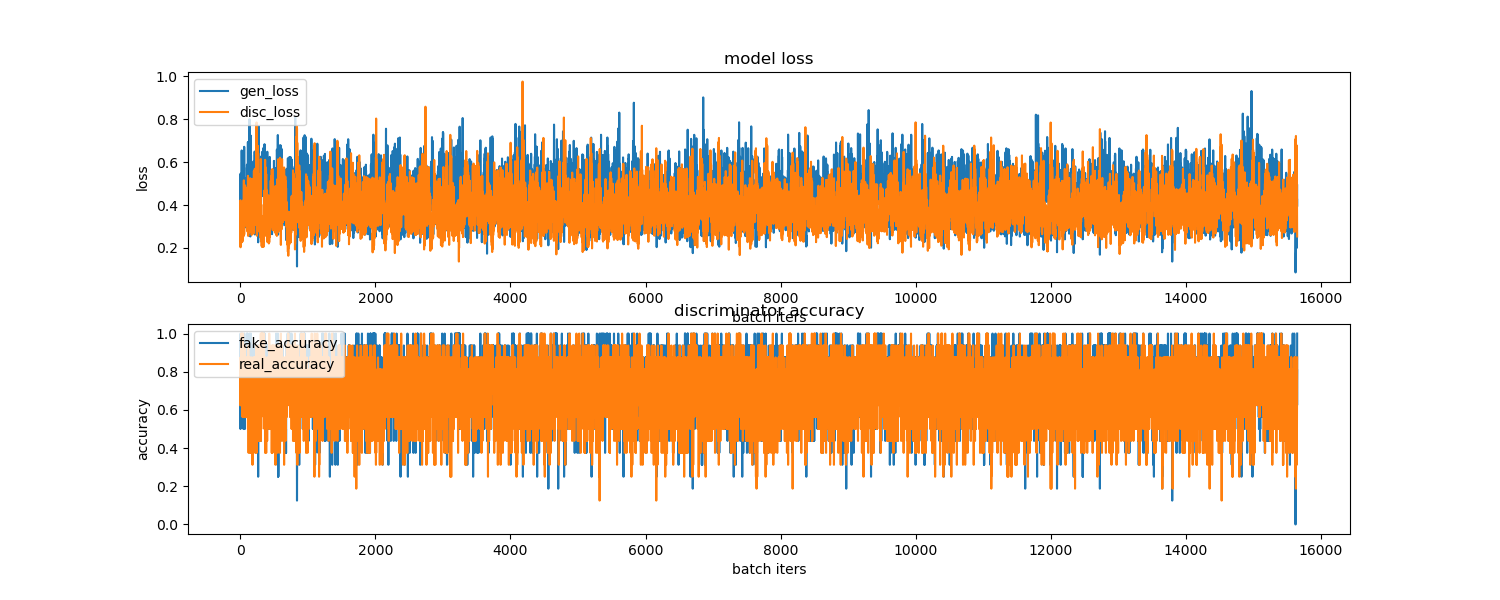 model loss
1.0
gen_loss
disc_loss
0.8
0.6
loss
0.4
0.2
0 2000 4000 6000 8000 10000 12000 14000 16000
batch iters
discriminator accuracy
1.0
fake_accuracy
real_accuracy
0.8
0.6
accuracy
0.4
0.2
0.0
0 2000 4000 6000 8000 10000 12000 14000 16000
batch iters